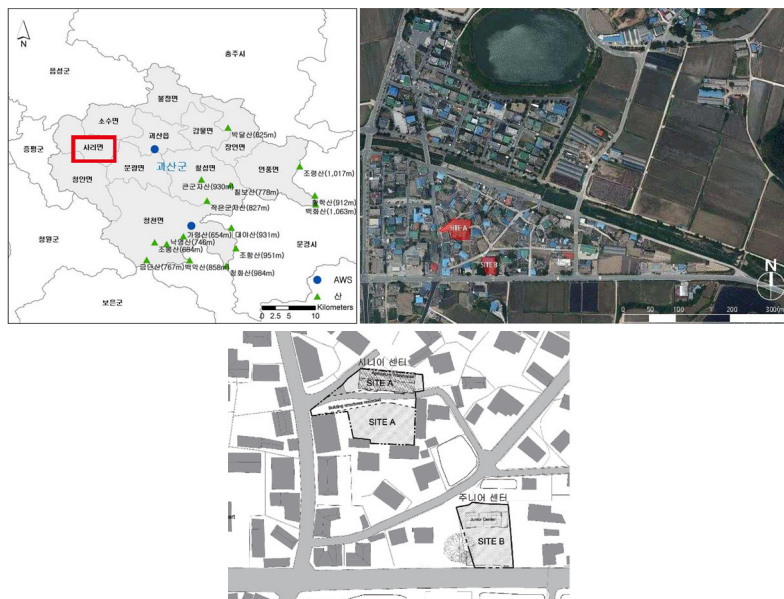 N
충주시
음성군
불정면
소수면
괴산읍
감물면
박달산(825m)
장연면
증평군
사리면
괴산군
연풍면
조령산(1,017m)
청안면
문광면
칠성면
큰군자산(930m)
칠보산(778m)
작은군자산(827m)
백화산(1,063m)
청천면
가령산(654m)
대야산(931m)
낙영산(746m)
조봉산(684m)
문경시
청원군
조항산(951m)
금단산(767m)
백악산(858m)
청화산(984m)
보은군
AWS
산
Kilometers
0 2.5 5 10
SITE A
SITE B
N
0 50 100 200 300(m)
시니어 센터
SITE A
SITE A
주니어 센터
Junior Center
SITE B